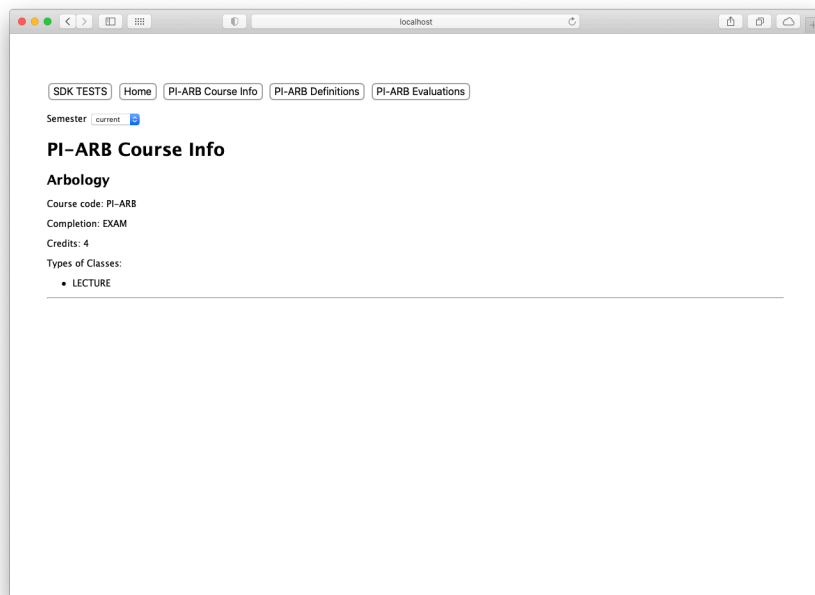 localhost
SDK TESTS Home PI-ARB Course Info PI-ARB Definitions PI-ARB Evaluations
Semester current
PI-ARB Course Info
Arbology
Course code: PI-ARB
Completion: EXAM
Credits: 4
Types of Classes:
• LECTURE